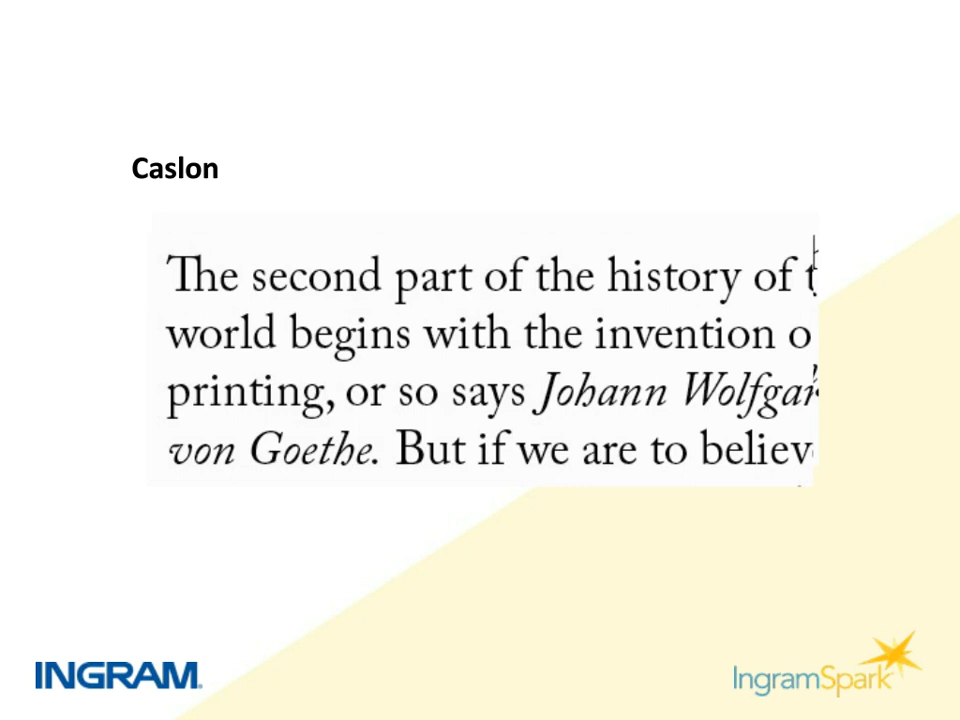 Caslon
The second part of the history of
world begins with the invention
printing, or so says Johann
von Goethe. But if we are to
INGRAM
IngramSpark